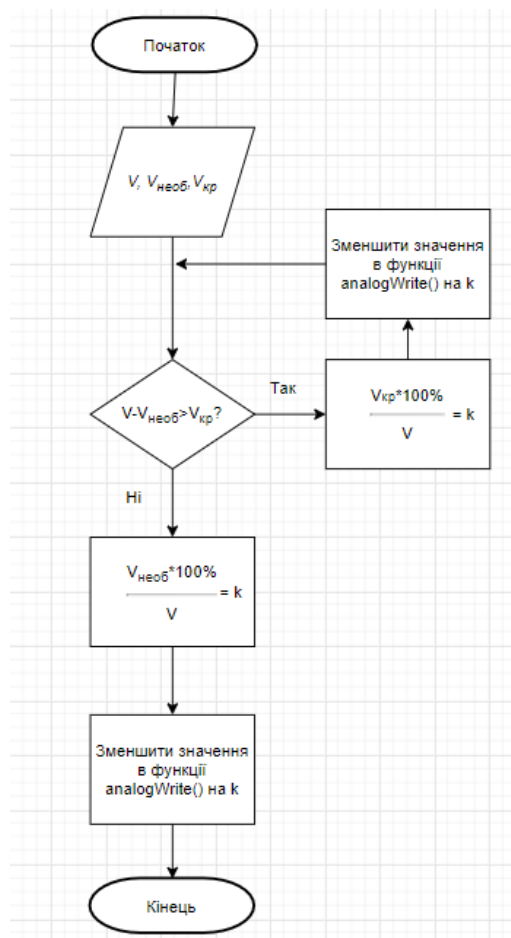 Початок
V, Vнеоб,Vкр
Зменшити значення
в функції
analogWrite() на k
V-Vнеоб>Vкр?
Так
Vкр*100%
= k
V
Ні
Vнеоб*100%
= k
V
Зменшити значення
в функції
analogWrite() на k
Кінець